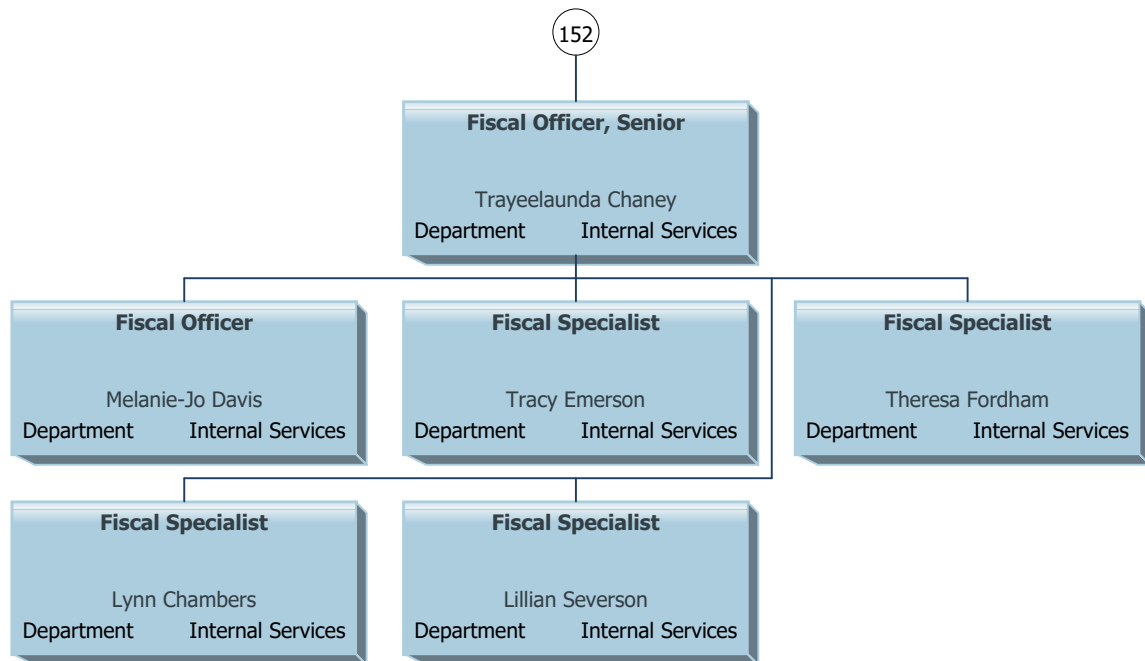 152
Fiscal Officer, Senior
Trayeelaunda Chaney
Department Internal Services
Fiscal Officer
Melanie-Jo Davis
Department Internal Services
Fiscal Specialist
Tracy Emerson
Department Internal Services
Fiscal Specialist
Theresa Fordham
Department Internal Services
Fiscal Specialist
Lynn Chambers
Department Internal Services
Fiscal Specialist
Lillian Severson
Department Internal Services